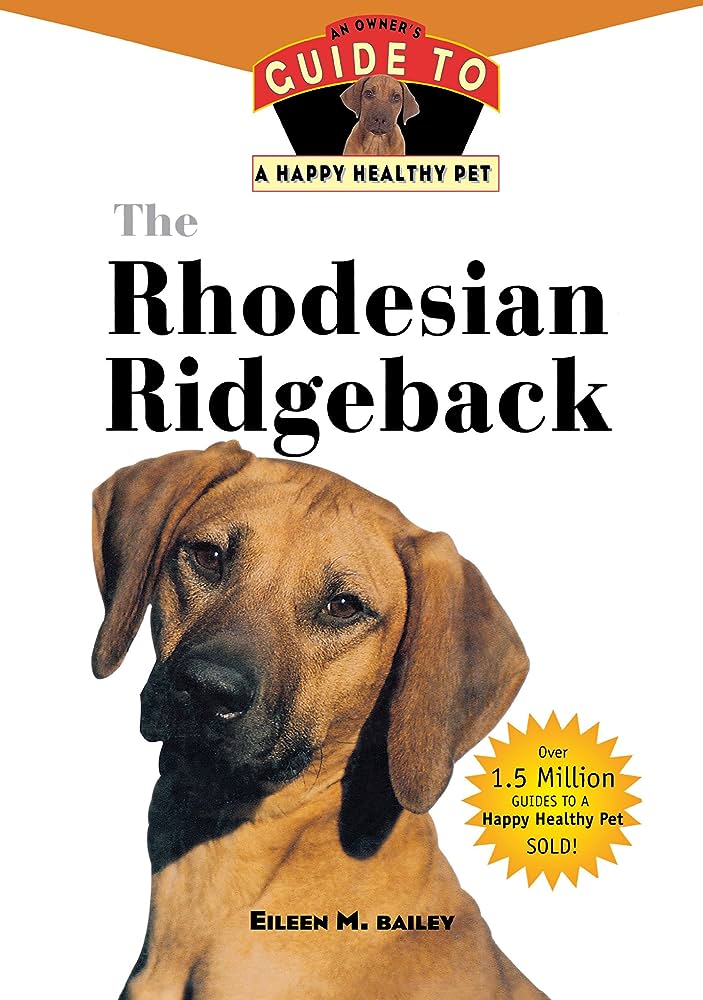 AN OWNER'S
GUIDE TO
A HAPPY HEALTHY PET
The
Rhodesian
Ridgeback
Over
1.5 Million
GUIDES TO A
Happy Healthy Pet
SOLD!
EILEEN M. BAILEY